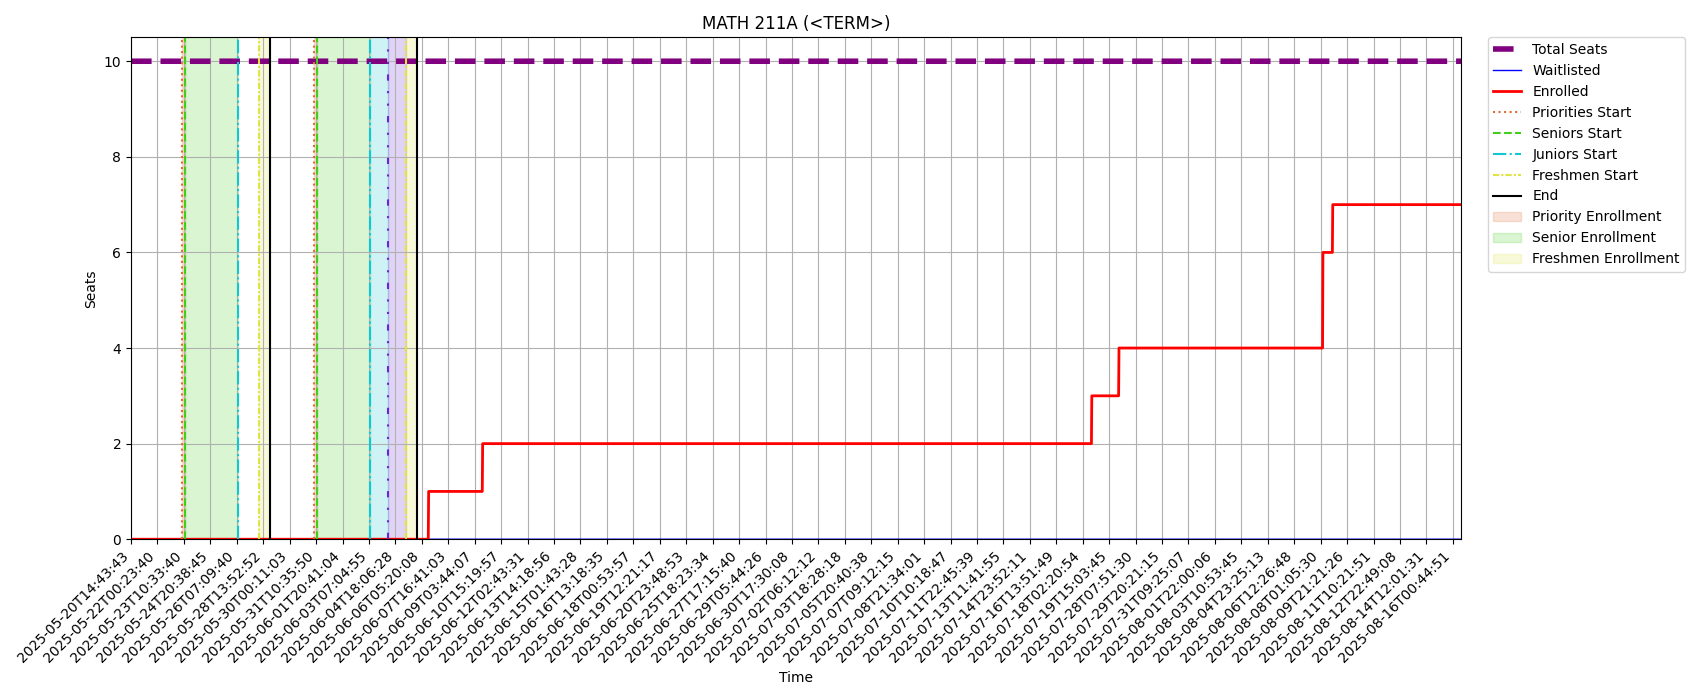 MATH 211A (<TERM>)
Total Seats
Waitlisted
Enrolled
Priorities Start
Seniors Start
Juniors Start
Freshmen Start
End
Priority Enrollment
Senior Enrollment
Freshmen Enrollment
Seats
10
8
6
4
2
0
2025-05-20T14:43:43
2025-05-22T00:23:40
2025-05-23T10:33:40
2025-05-24T20:38:45
2025-05-26T07:09:40
2025-05-28T13:52:52
2025-05-30T00:11:03
2025-05-31T10:35:50
2025-06-01T20:41:04
2025-06-03T07:04:55
2025-06-04T18:06:28
2025-06-06T05:20:08
2025-06-07T16:41:03
2025-06-09T03:44:07
2025-06-10T15:19:57
2025-06-12T02:43:31
2025-06-13T14:18:56
2025-06-15T01:43:28
2025-06-16T13:18:35
2025-06-18T00:53:57
2025-06-19T12:21:17
2025-06-20T23:48:53
2025-06-25T18:23:34
2025-06-27T17:15:40
2025-06-29T05:44:26
2025-06-30T17:30:08
2025-07-02T06:12:12
2025-07-03T18:28:18
2025-07-05T20:40:38
2025-07-07T09:12:15
2025-07-08T21:34:01
2025-07-10T10:18:47
2025-07-11T22:45:39
2025-07-13T11:41:55
2025-07-14T23:52:11
2025-07-16T13:51:49
2025-07-18T02:20:54
2025-07-19T15:03:45
2025-07-28T07:51:30
2025-07-29T20:21:15
2025-07-31T09:25:07
2025-08-01T22:00:06
2025-08-03T10:53:45
2025-08-04T23:25:13
2025-08-06T12:26:48
2025-08-08T01:05:30
2025-08-09T21:21:26
2025-08-11T10:21:51
2025-08-12T22:49:08
2025-08-14T12:01:31
2025-08-16T00:44:51
Time